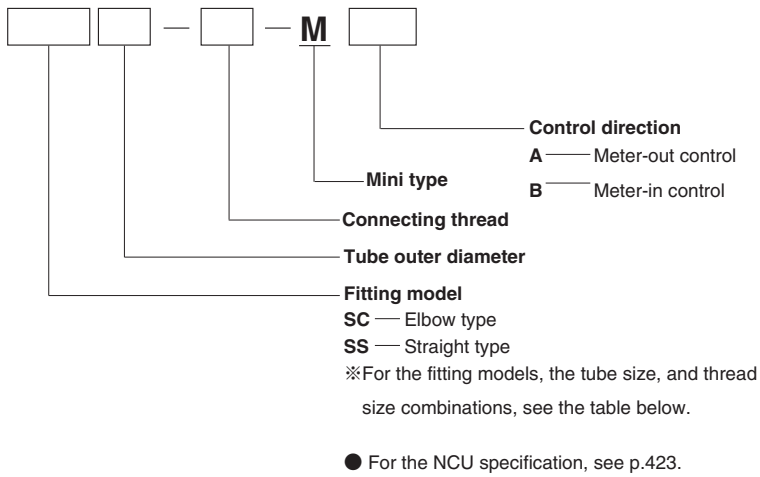 — — M
Control direction
A — Meter-out control
Mini type
B — Meter-in control
Connecting thread
Tube outer diameter
Fitting model
SC — Elbow type
SS — Straight type
※For the fitting models, the tube size, and thread
size combinations, see the table below.
● For the NCU specification, see p.423.